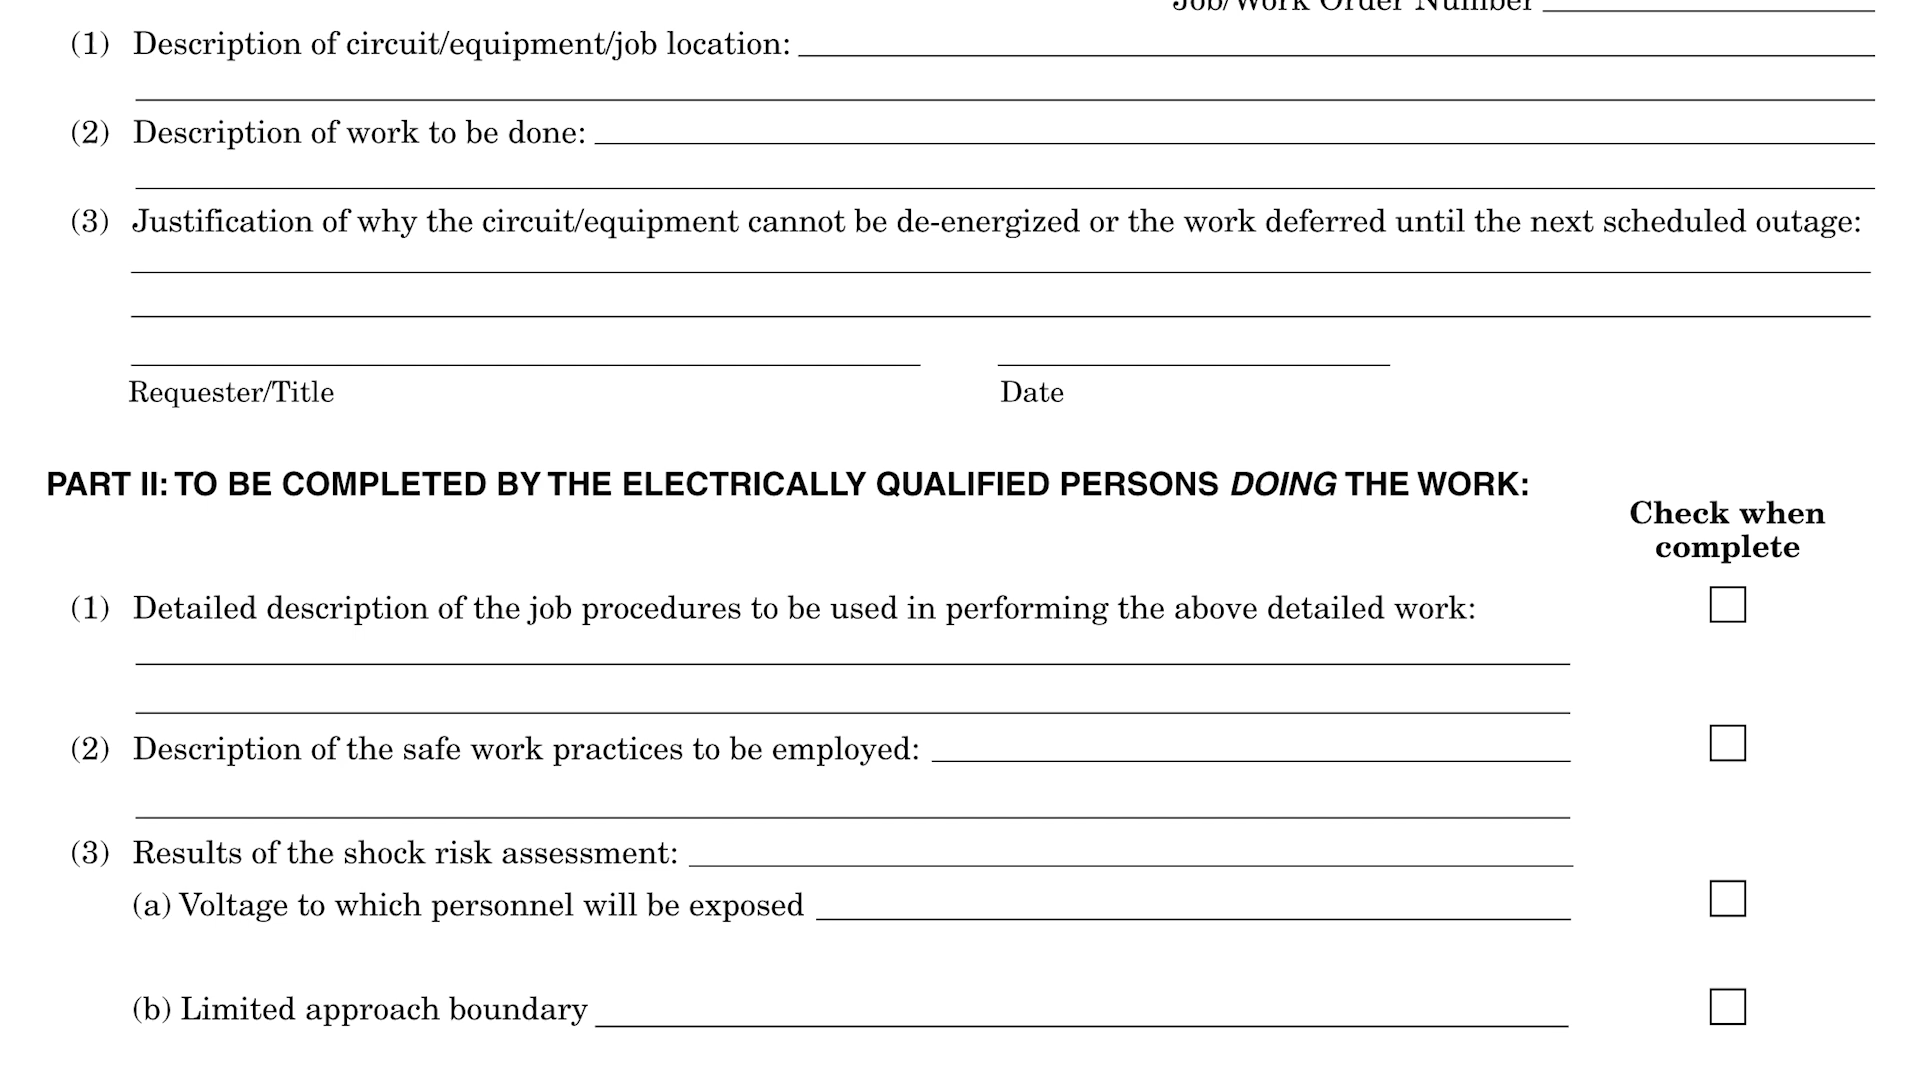 Job/Work Order Number
(1) Description of circuit/equipment/job location:
(2) Description of work to be done:
(3) Justification of why the circuit/equipment cannot be de-energized or the work deferred until the next scheduled outage:
Requester/Title Date
PART II: TO BE COMPLETED BY THE ELECTRICALLY QUALIFIED PERSONS DOING THE WORK:
Check when
complete
(1) Detailed description of the job procedures to be used in performing the above detailed work:
(2) Description of the safe work practices to be employed:
(3) Results of the shock risk assessment:
(a) Voltage to which personnel will be exposed
(b) Limited approach boundary